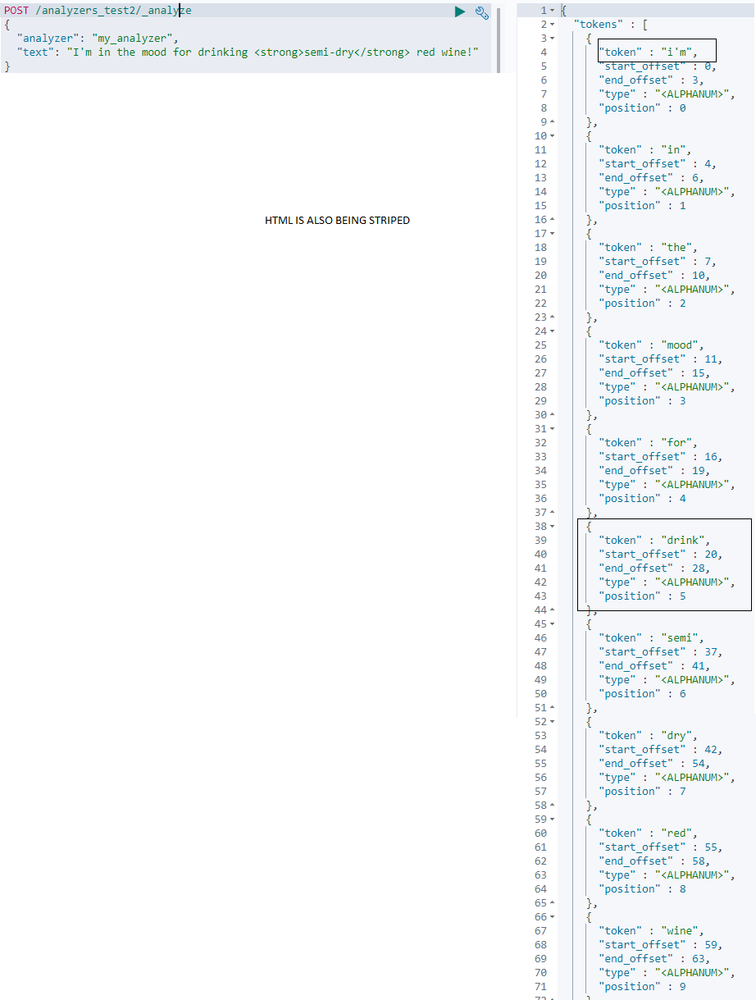 POST /analyzers_test2/_analyze
{
  "analyzer": "my_analyzer",
  "text": "I'm in the mood for drinking <strong>semi-dry</strong> red wine!"
}
HTML IS ALSO BEING STRIPED
1 {
2 "tokens" : [
3 {
4 "token" : "i'm",
5 "start_offset" : 0,
6 "end_offset" : 3,
7 "type" : "<ALPHANUM>",
8 "position" : 0
9 },
10 {
11 "token" : "in",
12 "start_offset" : 4,
13 "end_offset" : 6,
14 "type" : "<ALPHANUM>",
15 "position" : 1
16 },
17 {
18 "token" : "the",
19 "start_offset" : 7,
20 "end_offset" : 10,
21 "type" : "<ALPHANUM>",
22 "position" : 2
23 },
24 {
25 "token" : "mood",
26 "start_offset" : 11,
27 "end_offset" : 15,
28 "type" : "<ALPHANUM>",
29 "position" : 3
30 },
31 {
32 "token" : "for",
33 "start_offset" : 16,
34 "end_offset" : 19,
35 "type" : "<ALPHANUM>",
36 "position" : 4
37 },
38 {
39 "token" : "drink",
40 "start_offset" : 20,
41 "end_offset" : 28,
42 "type" : "<ALPHANUM>",
43 "position" : 5
44 },
45 {
46 "token" : "semi",
47 "start_offset" : 37,
48 "end_offset" : 41,
49 "type" : "<ALPHANUM>",
50 "position" : 6
51 },
52 {
53 "token" : "dry",
54 "start_offset" : 42,
55 "end_offset" : 54,
56 "type" : "<ALPHANUM>",
57 "position" : 7
58 },
59 {
60 "token" : "red",
61 "start_offset" : 55,
62 "end_offset" : 58,
63 "type" : "<ALPHANUM>",
64 "position" : 8
65 },
66 {
67 "token" : "wine",
68 "start_offset" : 59,
69 "end_offset" : 63,
70 "type" : "<ALPHANUM>",
71 "position" : 9
72 }